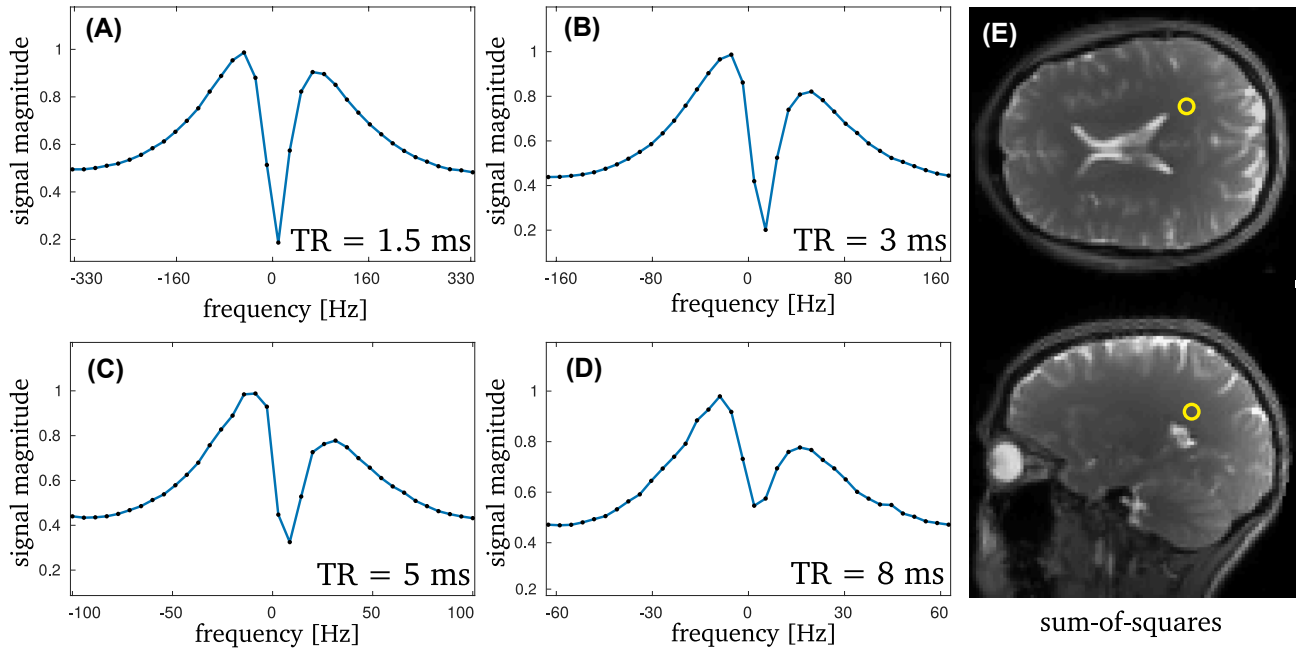 (A)
signal magnitude
1
0.8
0.6
0.4
0.2
TR = 1.5 ms
-330 -160 0 160 330
frequency [Hz]
(B)
signal magnitude
1
0.8
0.6
0.4
0.2
TR = 3 ms
-160 -80 0 80 160
frequency [Hz]
(C)
signal magnitude
1
0.8
0.6
0.4
0.2
TR = 5 ms
-100 -50 0 50 100
frequency [Hz]
(D)
signal magnitude
1
0.8
0.6
0.4
0.2
TR = 8 ms
-60 -30 0 30 60
frequency [Hz]
(E)
sum-of-squares